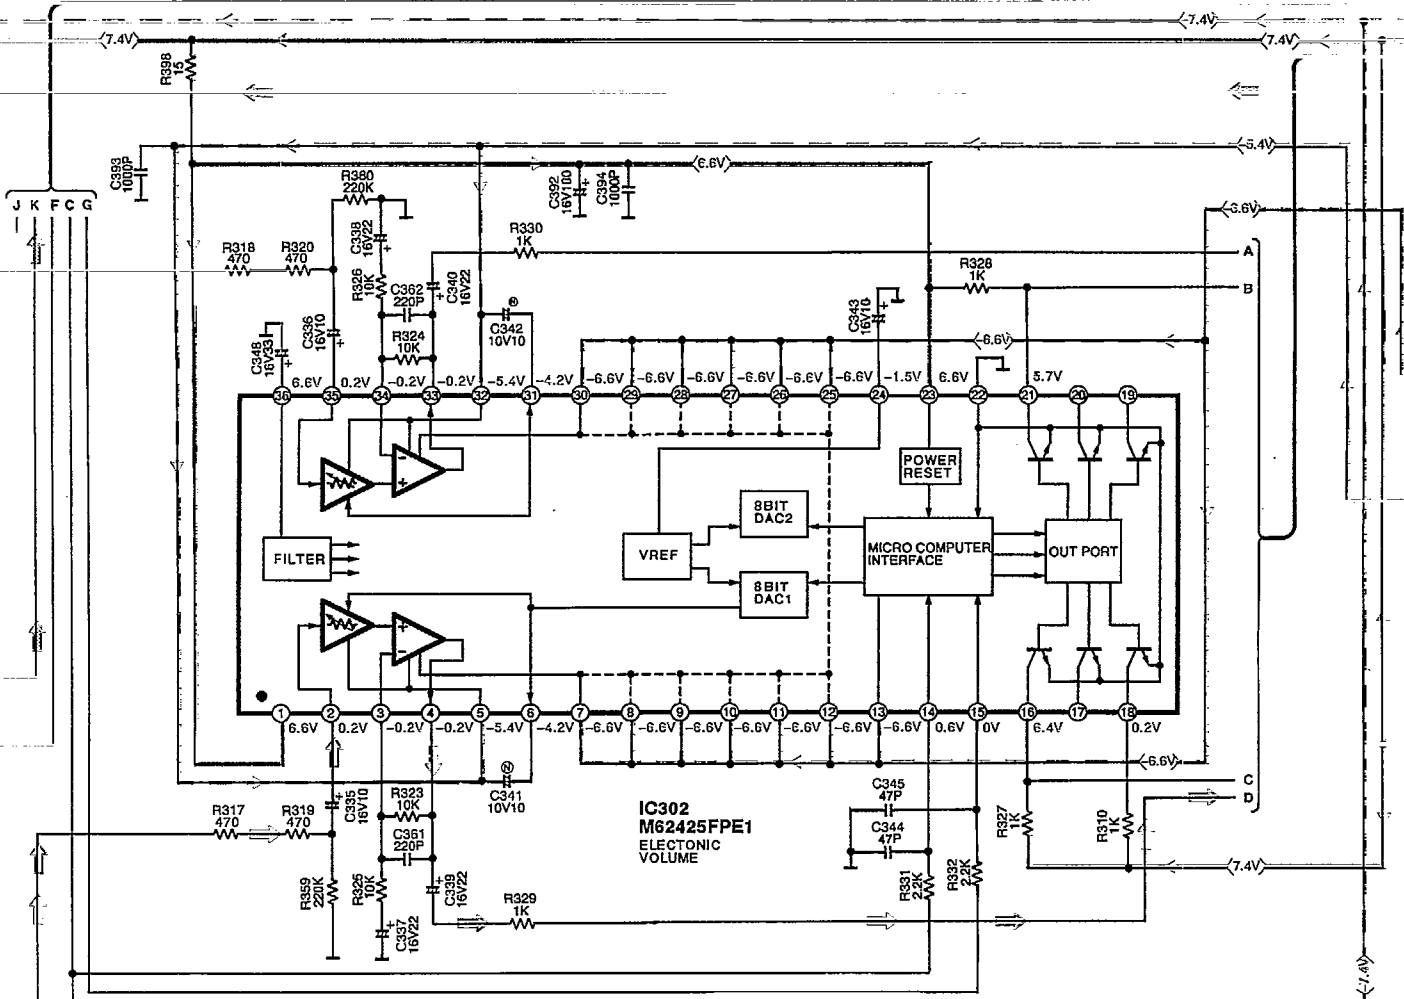 -7.4V
7.4V
7.4V
R398
15
C393
1000P
-5.4V
6.6V
R380
220K
C392
16V100
C394
1000P
J K F C G
-6.6V
R318
470
R320
470
C338
16V22
R330
1K
A
R326
10K
C362
220P
C340
16V22
R328
1K
B
C348
16V33
C336
16V10
R324
10K
C342
10V10
N
C343
16V10
-6.6V
6.6V 0.2V -0.2V -0.2V -5.4V -4.2V -6.6V -6.6V -6.6V -6.6V -6.6V -6.6V -1.5V 6.6V 5.7V
36 35 34 33 32 31 30 29 28 27 26 25 24 23 22 21 20 19
POWER
RESET
8BIT
DAC2
FILTER
VREF
MICRO COMPUTER
INTERFACE
OUT PORT
8BIT
DAC1
1 2 3 4 5 6 7 8 9 10 11 12 13 14 15 16 17 18
6.6V 0.2V -0.2V -0.2V -5.4V -4.2V -6.6V -6.6V -6.6V -6.6V -6.6V -6.6V -6.6V 0.6V 0V 6.4V 0.2V
-6.6V
N
C341
10V10
C
D
R317
470
R319
470
C335
16V10
R323
10K
C361
220P
IC302
M62425FPE1
ELECTONIC
VOLUME
C345
47P
C344
47P
R327
1K
R310
1K
R359
220K
R325
10K
C339
16V22
R331
2.2K
R332
2.2K
7.4V
R329
1K
C337
16V22
-7.4V